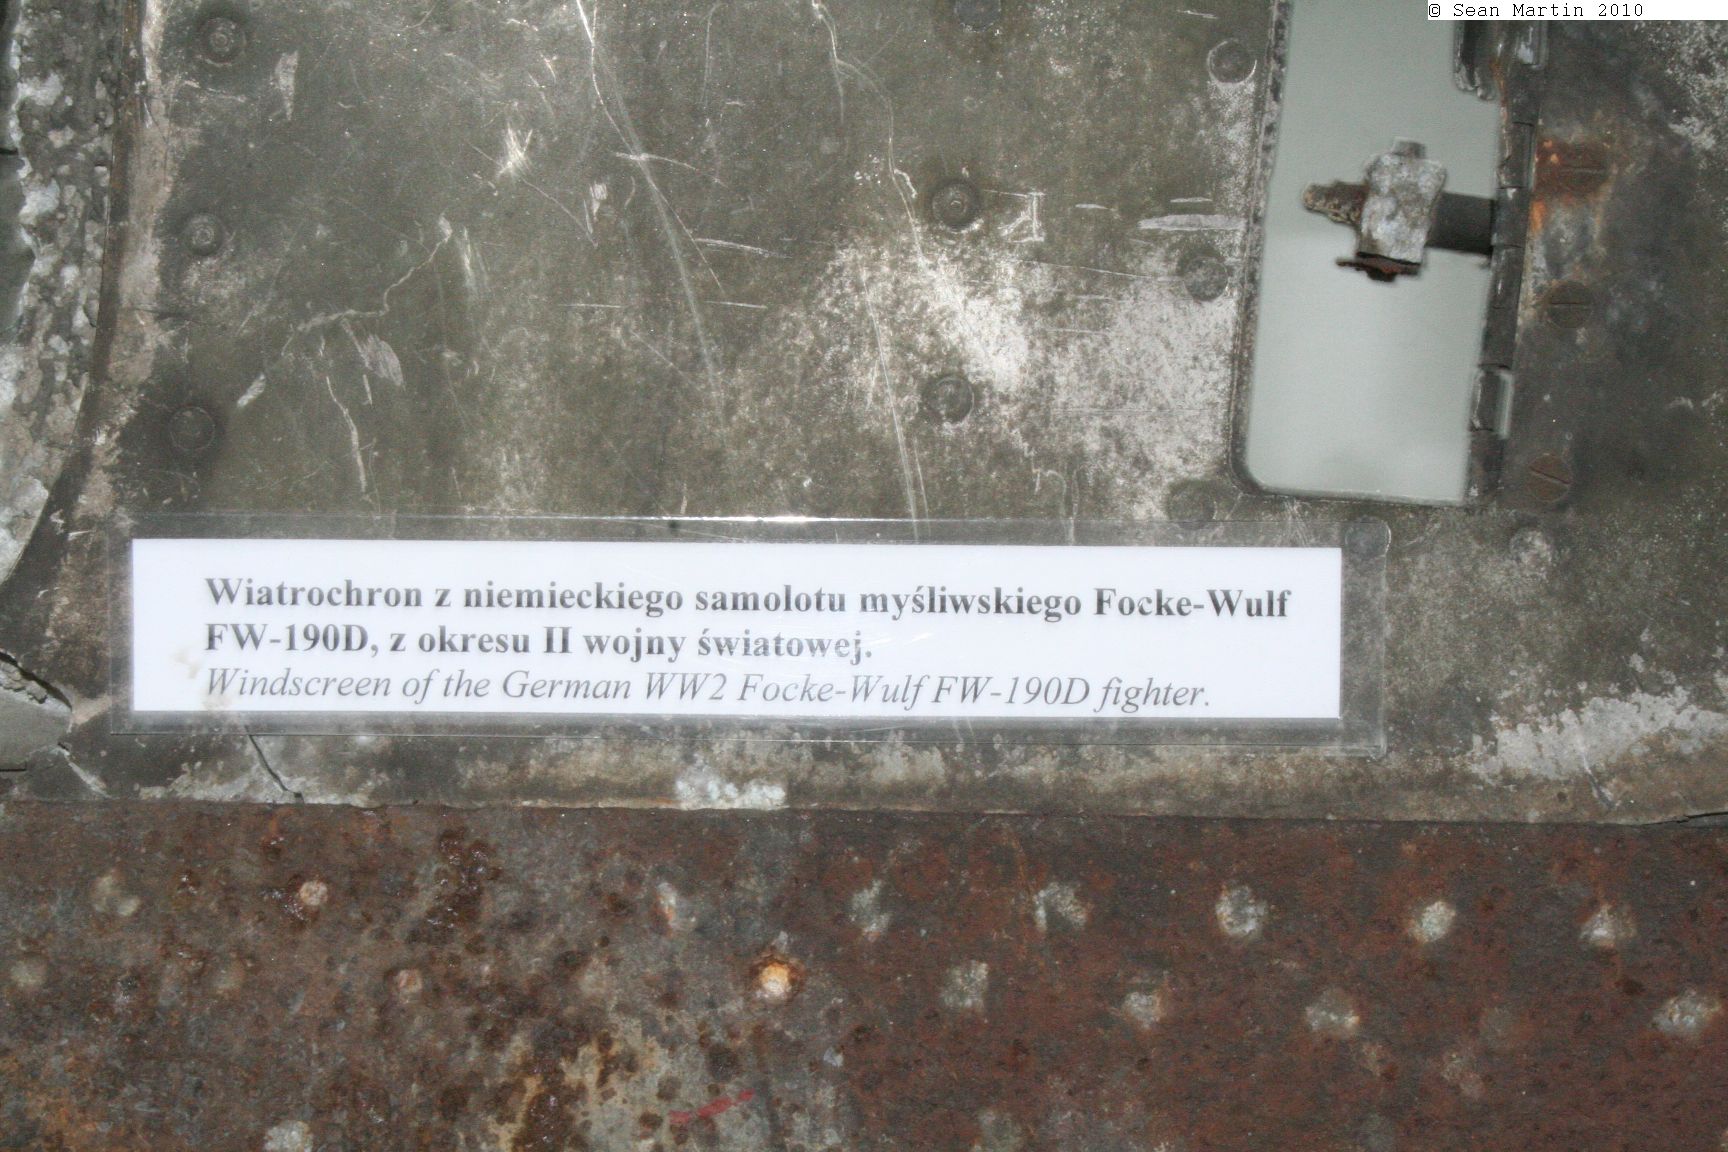 © Sean Martin 2010
Wiatrochron z niemieckiego samolotu myśliwskiego Focke-Wulf
FW-190D, z okresu II wojny światowej.
Windscreen of the German WW2 Focke-Wulf FW-190D fighter.